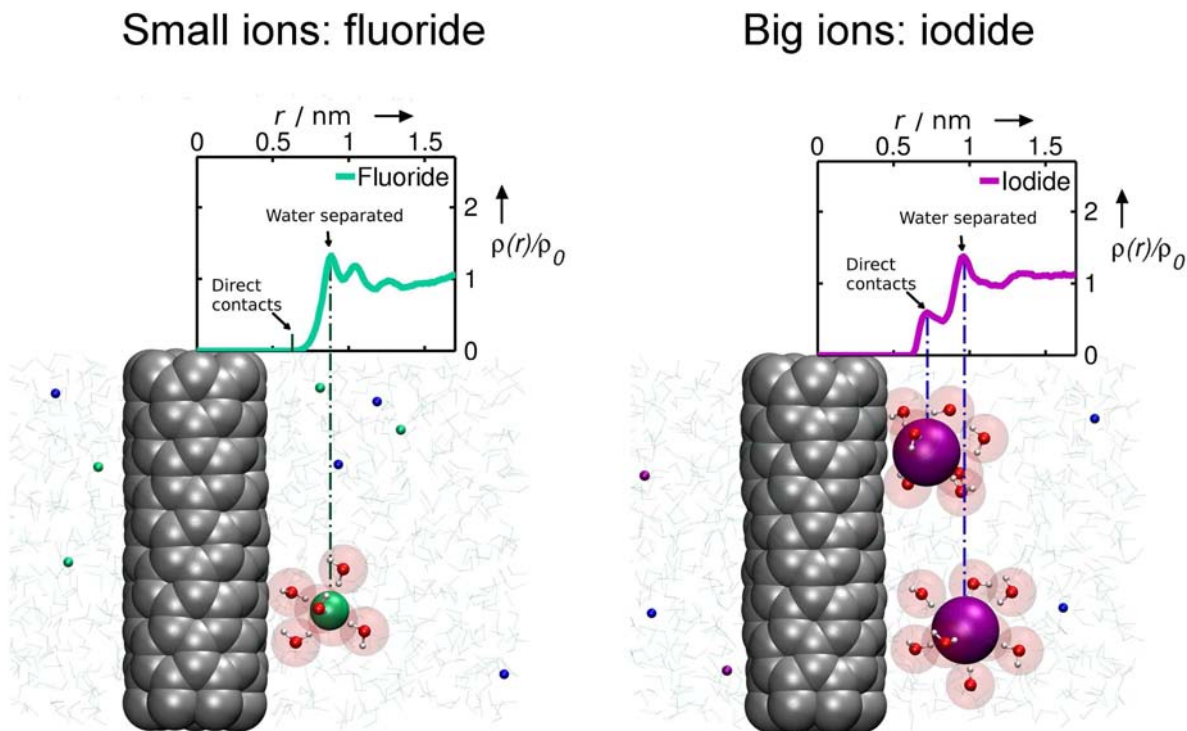 Small ions: fluoride
r / nm →
0 0.5 1 1.5
Fluoride
2
Water separated
ρ(r)/ρ0
Direct
contacts
1
0
Big ions: iodide
r / nm →
0 0.5 1 1.5
Iodide
2
Water separated
ρ(r)/ρ0
Direct
contacts
1
0